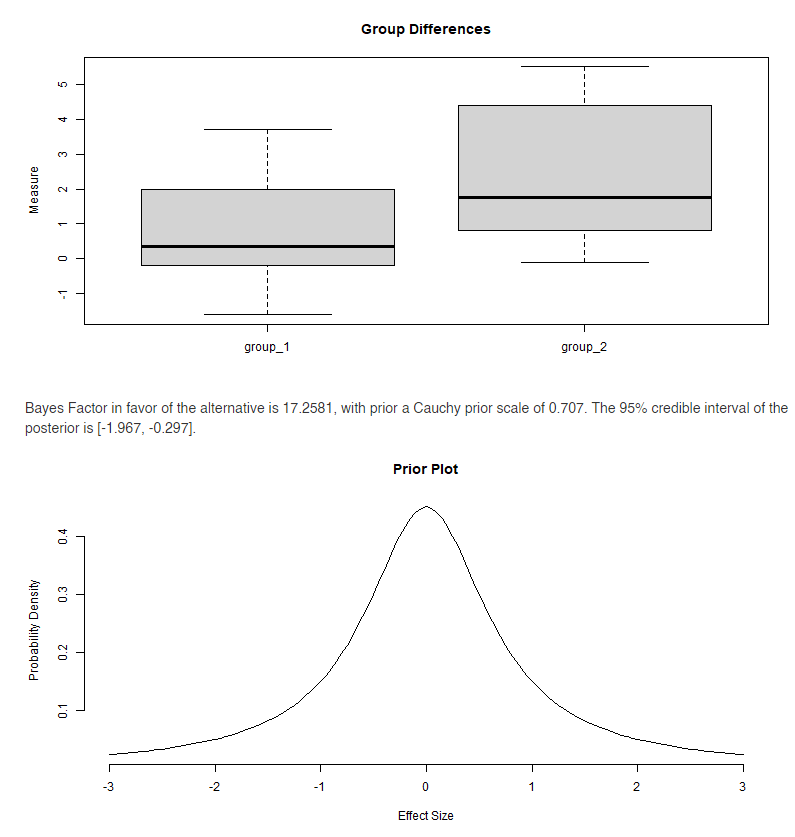 Group Differences
Measure
5
4
3
2
1
0
-1
group_1 group_2
Bayes Factor in favor of the alternative is 17.2581, with prior a Cauchy prior scale of 0.707. The 95% credible interval of the
posterior is [-1.967, -0.297].
Prior Plot
Probability Density
0.4
0.3
0.2
0.1
-3 -2 -1 0 1 2 3
Effect Size